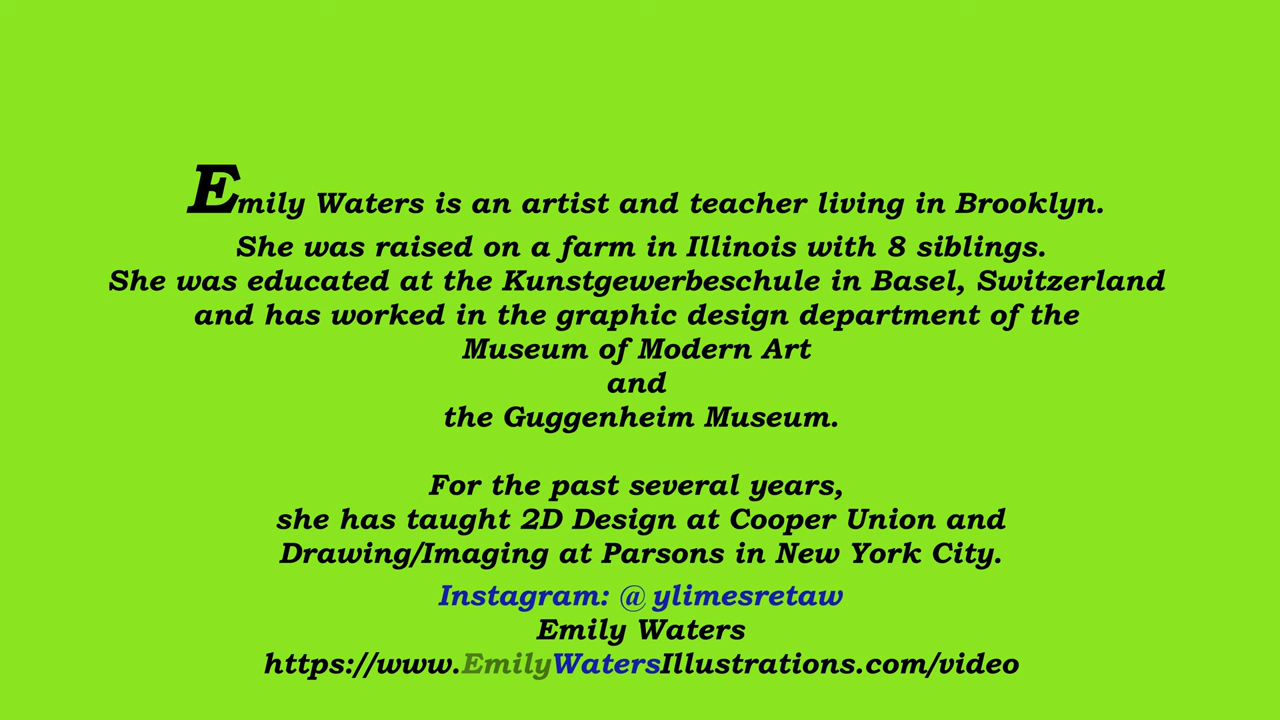 Emily Waters is an artist and teacher living in Brooklyn.
She was raised on a farm in Illinois with 8 siblings.
She was educated at the Kunstgewerbeschule in Basel, Switzerland
and has worked in the graphic design department of the
Museum of Modern Art
and
the Guggenheim Museum.
For the past several years,
she has taught 2D Design at Cooper Union and
Drawing/Imaging at Parsons in New York City.
Instagram: @ ylimesretaw
Emily Waters
https://www.EmilyWatersIllustrations.com/video